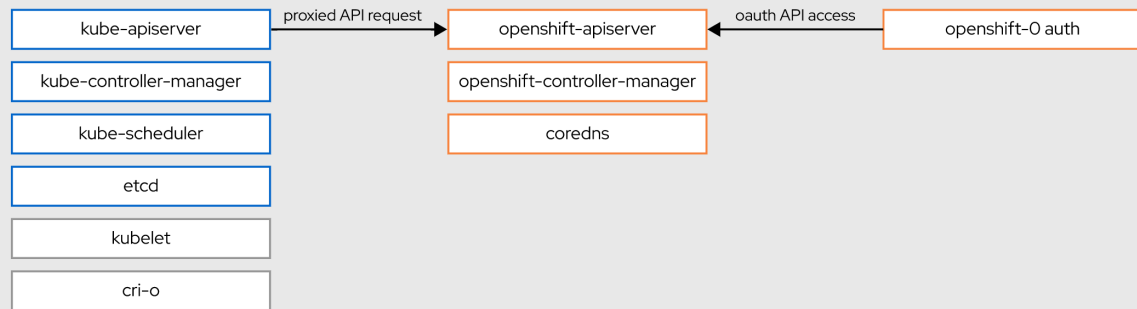 kube-apiserver
proxied API request
openshift-apiserver
oauth API access
openshift-0 auth
kube-controller-manager
openshift-controller-manager
kube-scheduler
coredns
etcd
kubelet
cri-o